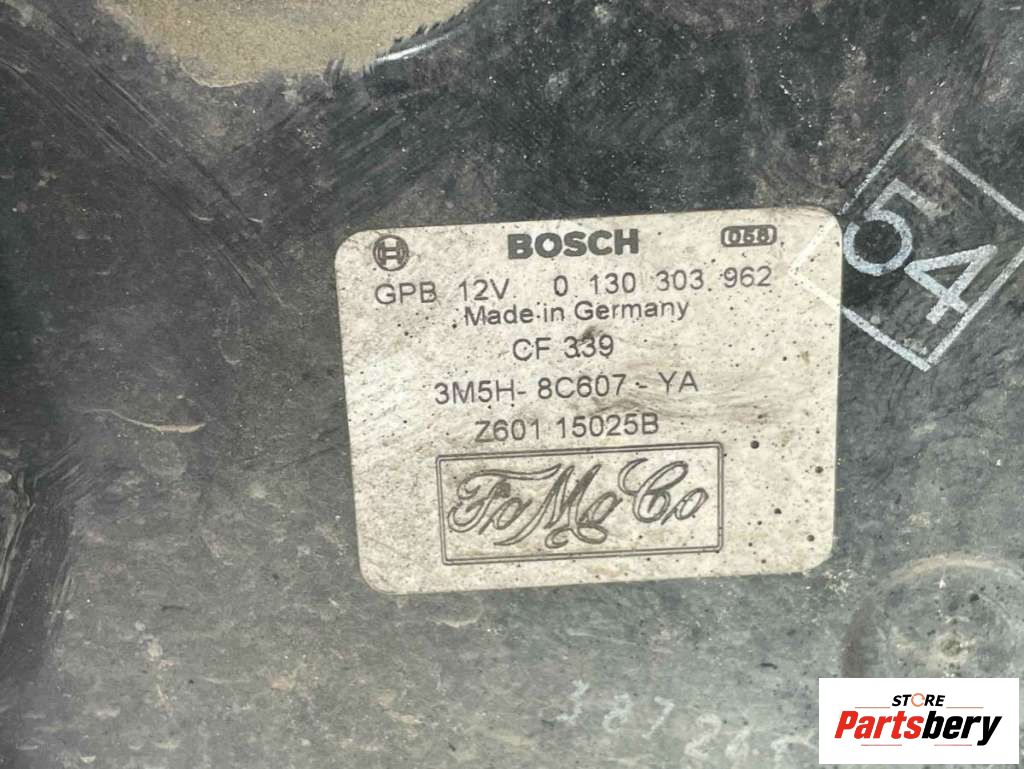 BOSCH 058
GPB 12V 0 130 303 962
Made in Germany
CF 339
3M5H-8C607-YA
Z601 15025B
FoMoCo
54
STORE
Partsbery